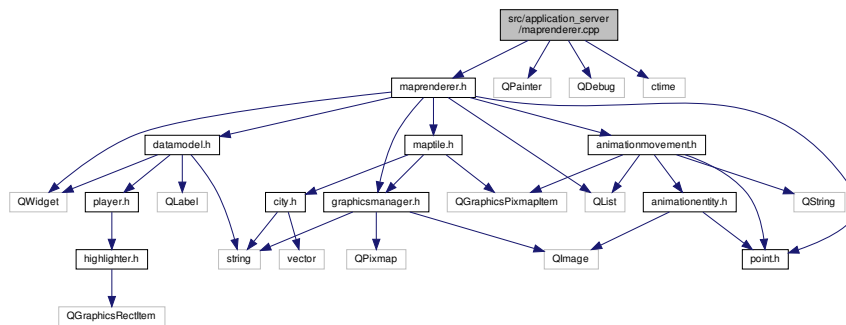 src/application_server
/maprenderer.cpp
maprenderer.h
QPainter
QDebug
ctime
datamodel.h
maptile.h
animationmovement.h
QWidget
player.h
QLabel
city.h
graphicsmanager.h
QGraphicsPixmapItem
QList
animationentity.h
QString
highlighter.h
string
vector
QPixmap
QImage
point.h
QGraphicsRectItem